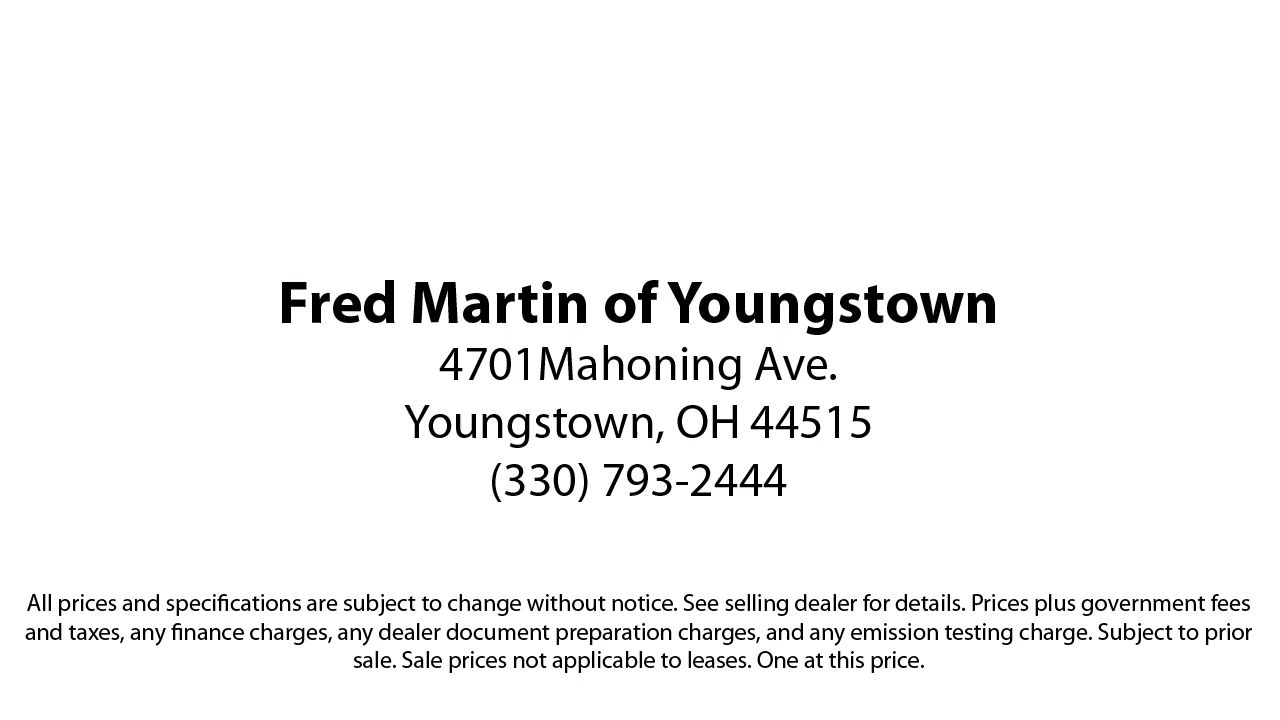 Fred Martin of Youngstown
4701Mahoning Ave.
Youngstown, OH 44515
(330) 793-2444
All prices and specifications are subject to change without notice. See selling dealer for details. Prices plus government fees
and taxes, any finance charges, any dealer document preparation charges, and any emission testing charge. Subject to prior
sale. Sale prices not applicable to leases. One at this price.